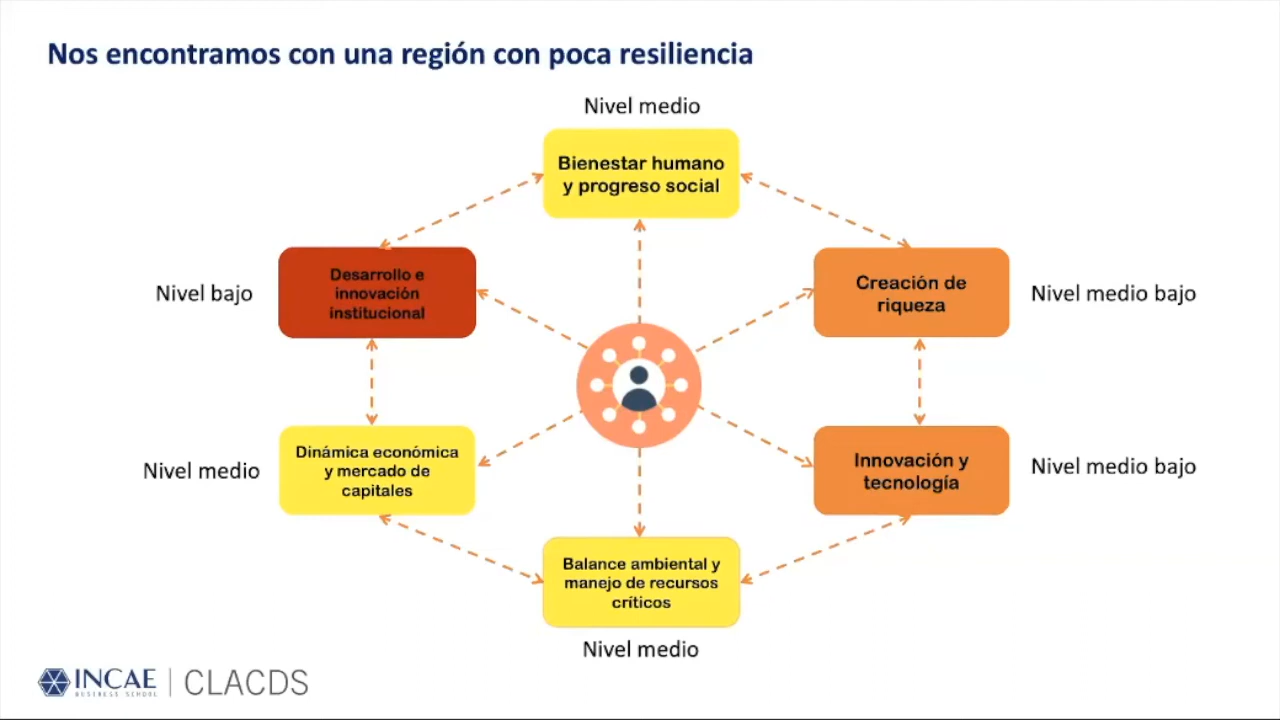 Nos encontramos con una región con poca resiliencia
Nivel medio
Bienestar humano
y progreso social
Nivel bajo
Desarrollo e
innovación
institucional
Creación de
riqueza
Nivel medio bajo
Nivel medio
Dinámica económica
y mercado de
capitales
Innovación y
tecnología
Nivel medio bajo
Balance ambiental y
manejo de recursos
críticos
Nivel medio
INCAE
BUSINESS SCHOOL
CLACDS